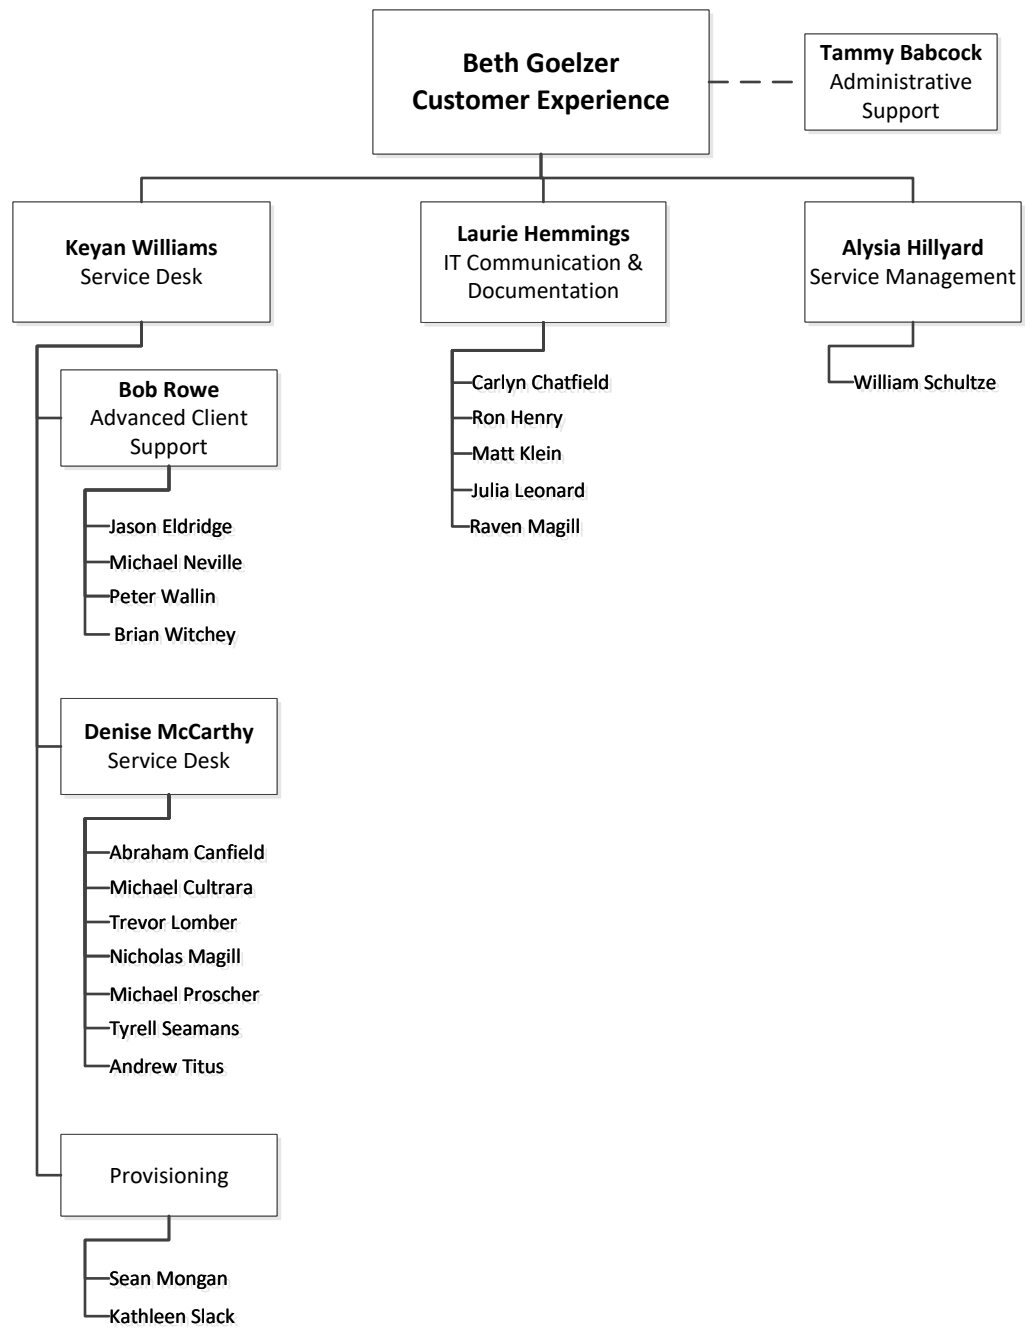 Beth Goelzer
Customer Experience
Tammy Babcock
Administrative
Support
Keyan Williams
Service Desk
Laurie Hemmings
IT Communication &
Documentation
Alysia Hillyard
Service Management
Bob Rowe
Advanced Client
Support
Jason Eldridge
Michael Neville
Peter Wallin
Brian Witchey
Denise McCarthy
Service Desk
Abraham Canfield
Michael Cultrara
Trevor Lomber
Nicholas Magill
Michael Proscher
Tyrell Seamans
Andrew Titus
Provisioning
Sean Mongan
Kathleen Slack
Carlyn Chatfield
Ron Henry
Matt Klein
Julia Leonard
Raven Magill
William Schultze